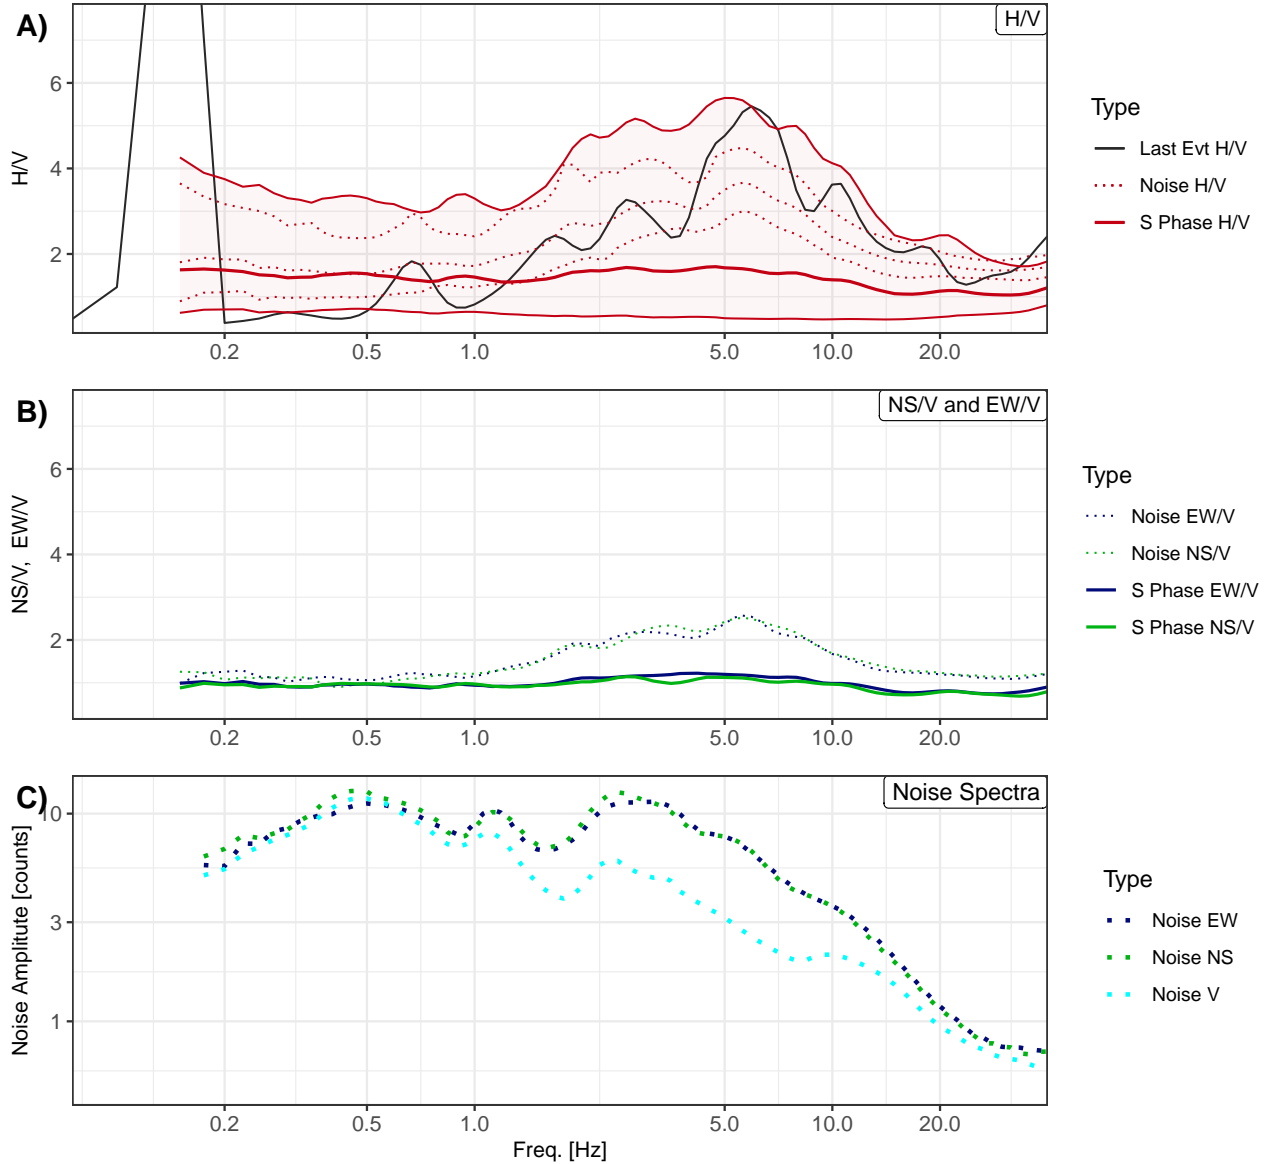 A)
H/V
6
4
2
H/V
0.2 0.5 1.0 5.0 10.0 20.0
Type
Last Evt H/V
Noise H/V
S Phase H/V
B)
NS/V and EW/V
6
4
2
NS/V, EW/V
0.2 0.5 1.0 5.0 10.0 20.0
Type
Noise EW/V
Noise NS/V
S Phase EW/V
S Phase NS/V
C)
Noise Spectra
10
3
1
Noise Amplitute [counts]
0.2 0.5 1.0 5.0 10.0 20.0
Freq. [Hz]
Type
Noise EW
Noise NS
Noise V